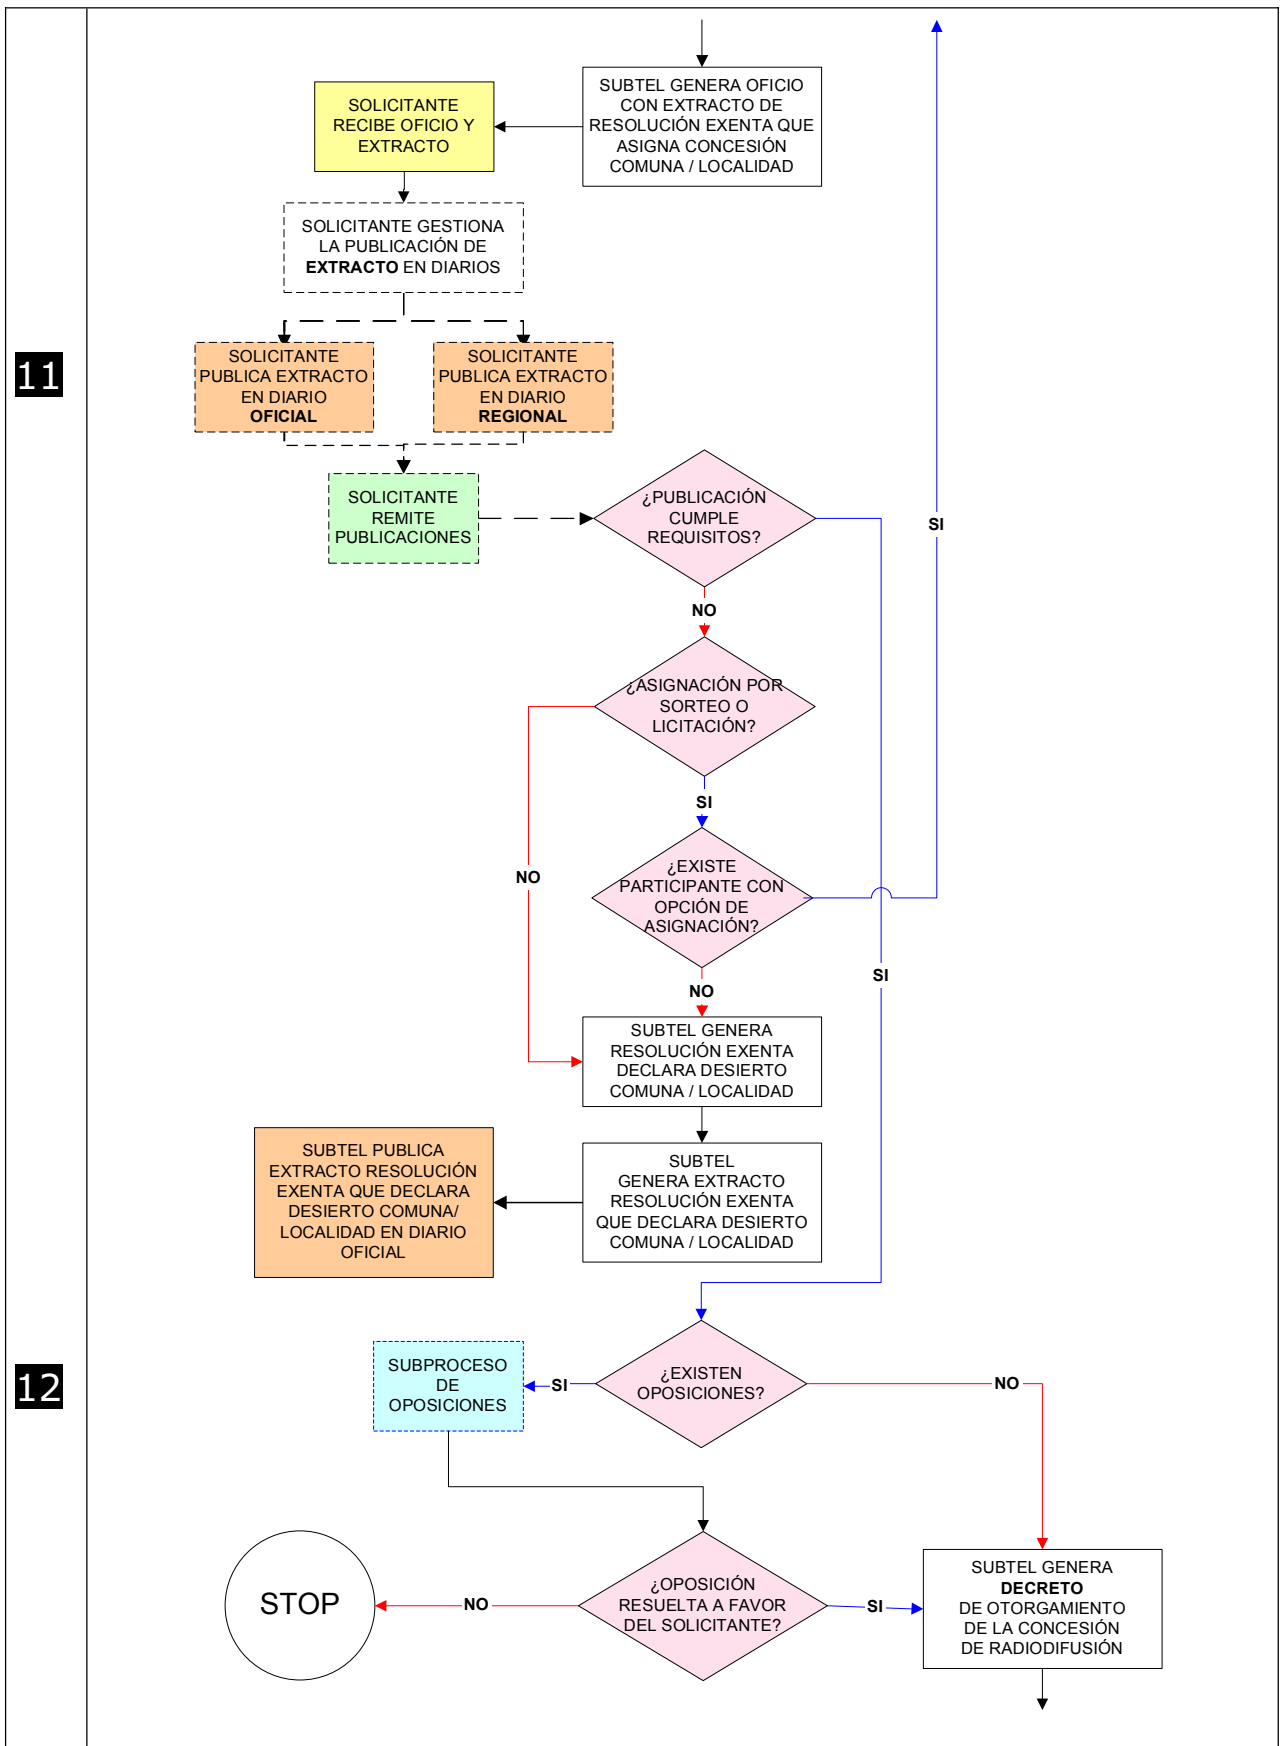 SUBTEL GENERA OFICIO
CON EXTRACTO DE
RESOLUCIÓN EXENTA QUE
ASIGNA CONCESIÓN
COMUNA / LOCALIDAD
SOLICITANTE
RECIBE OFICIO Y
EXTRACTO
SOLICITANTE GESTIONA
LA PUBLICACIÓN DE
EXTRACTO EN DIARIOS
11
SOLICITANTE
PUBLICA EXTRACTO
EN DIARIO
OFICIAL
SOLICITANTE
PUBLICA EXTRACTO
EN DIARIO
REGIONAL
SOLICITANTE
REMITE
PUBLICACIONES
¿PUBLICACIÓN
CUMPLE
REQUISITOS?
SI
NO
¿ASIGNACIÓN POR
SORTEO O
LICITACIÓN?
SI
NO
¿EXISTE
PARTICIPANTE CON
OPCIÓN DE
ASIGNACIÓN?
SI
NO
SUBTEL GENERA
RESOLUCIÓN EXENTA
DECLARA DESIERTO
COMUNA / LOCALIDAD
SUBTEL PUBLICA
EXTRACTO RESOLUCIÓN
EXENTA QUE DECLARA
DESIERTO COMUNA/
LOCALIDAD EN DIARIO
OFICIAL
SUBTEL
GENERA EXTRACTO
RESOLUCIÓN EXENTA
QUE DECLARA DESIERTO
COMUNA / LOCALIDAD
12
SUBPROCESO
DE
OPOSICIONES
SI
¿EXISTEN
OPOSICIONES?
NO
STOP
NO
¿OPOSICIÓN
RESUELTA A FAVOR
DEL SOLICITANTE?
SI
SUBTEL GENERA
DECRETO
DE OTORGAMIENTO
DE LA CONCESIÓN
DE RADIODIFUSIÓN